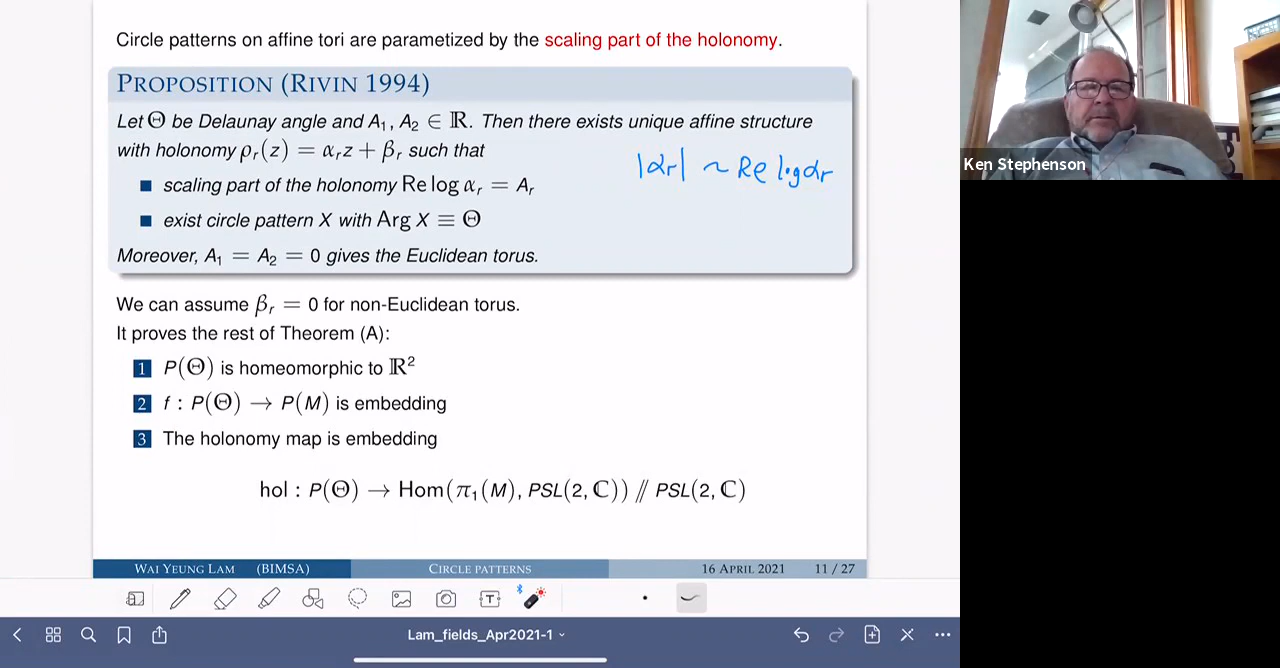 Circle patterns on affine tori are parametized by the scaling part of the holonomy.
PROPOSITION (RIVIN 1994)
Let Θ be Delaunay angle and A₁, A₂ ∈ ℝ. Then there exists unique affine structure
with holonomy ρᵣ(z) = αᵣz + βᵣ such that
|αᵣ| ~ Re log αᵣ
scaling part of the holonomy Re log αᵣ = Aᵣ
exist circle pattern X with Arg X ≡ Θ
Moreover, A₁ = A₂ = 0 gives the Euclidean torus.
We can assume βᵣ = 0 for non-Euclidean torus.
It proves the rest of Theorem (A):
1 P(Θ) is homeomorphic to ℝ²
2 f : P(Θ) → P(M) is embedding
3 The holonomy map is embedding
hol : P(Θ) → Hom(π₁(M), PSL(2, ℂ)) // PSL(2, ℂ)
WAI YEUNG LAM (BIMSA) CIRCLE PATTERNS 16 APRIL 2021 11 / 27
Lam_fields_Apr2021-1
Ken Stephenson